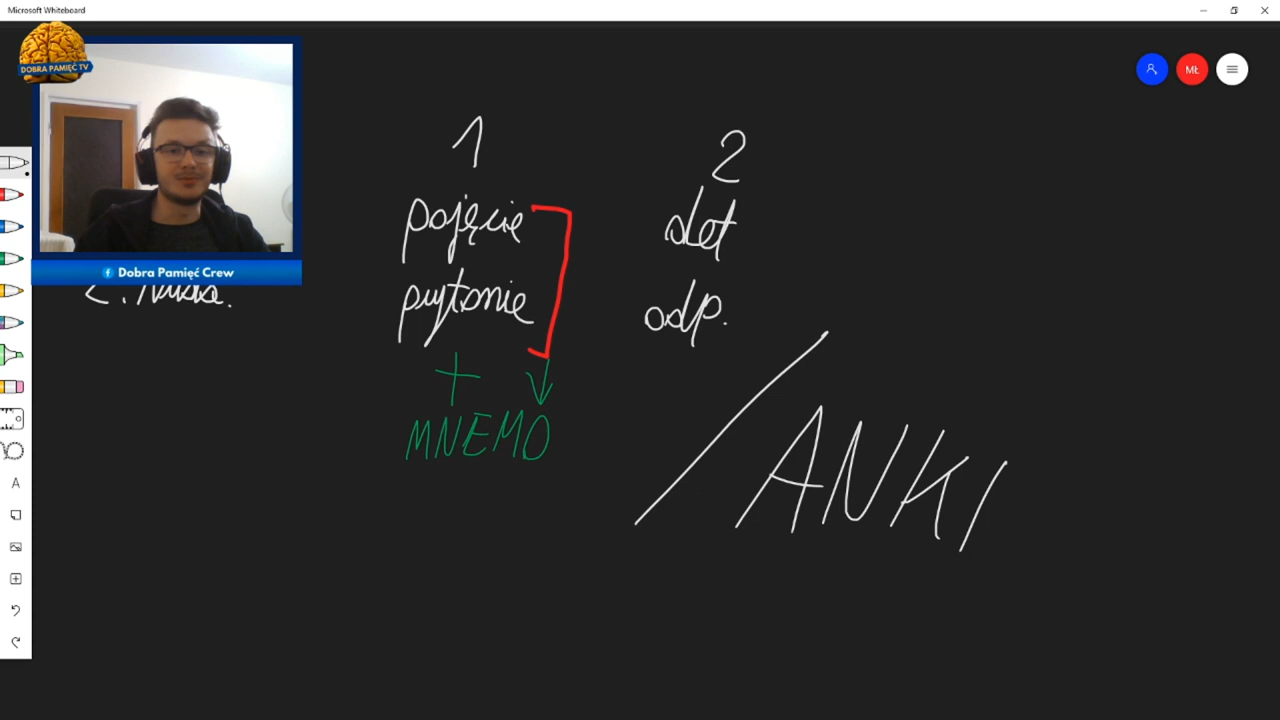 Microsoft Whiteboard
DOBRA PAMIĘĆ TV
MŁ
Dobra Pamięć Crew
1
2
pojęcie
def
pytanie
odp.
+
MNEMO
/ANKI
A